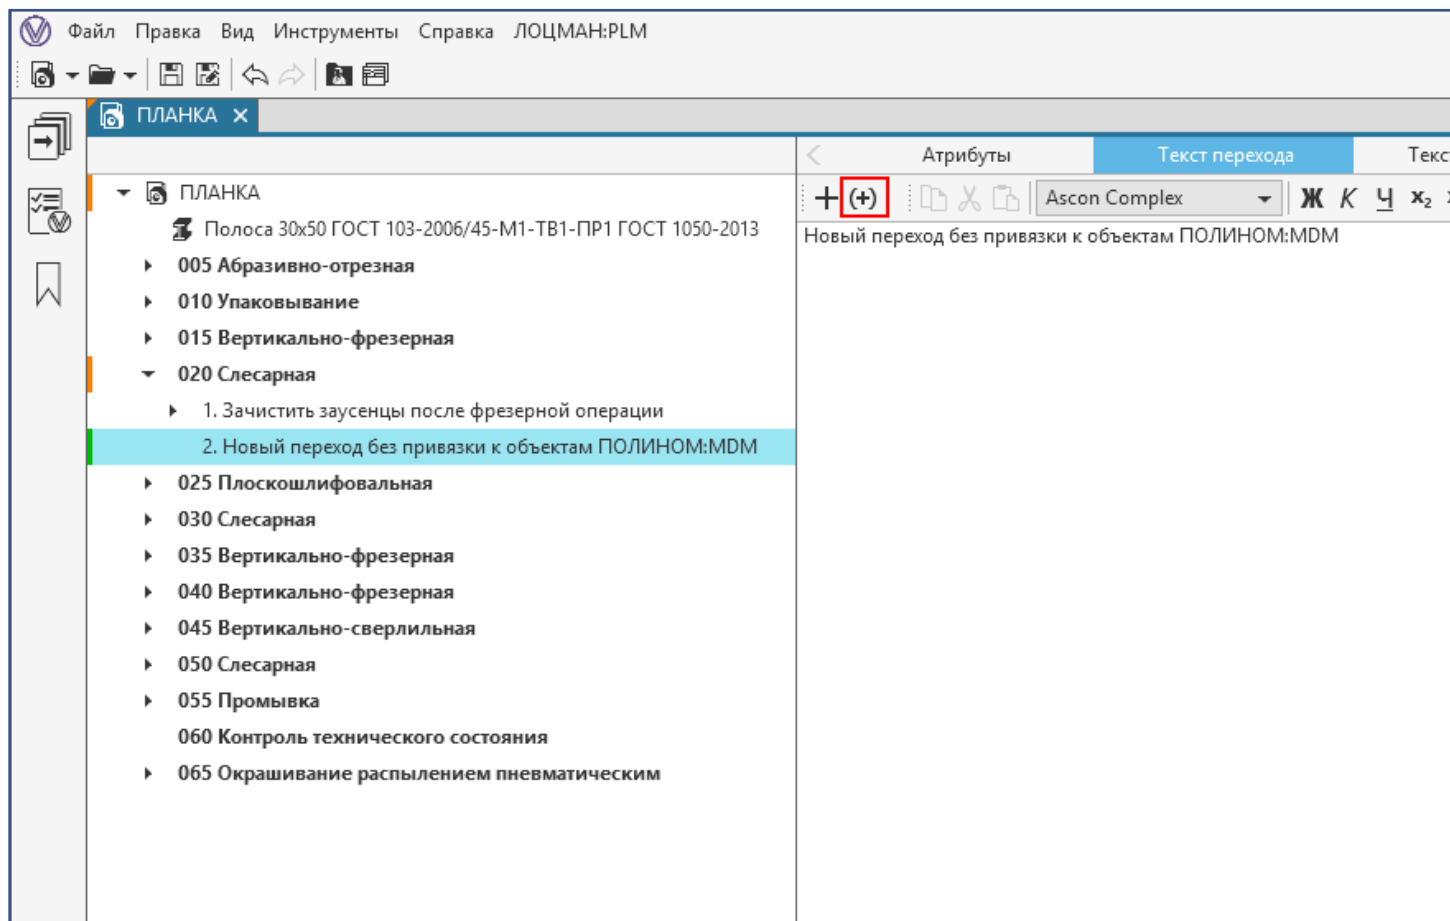 Файл Правка Вид Инструменты Справка ЛОЦМАН:PLM
ПЛАНКА
Атрибуты Текст перехода Текс
ПЛАНКА
(+) Ascon Complex Ж К Ч x₂
Полоса 30x50 ГОСТ 103-2006/45-М1-ТВ1-ПР1 ГОСТ 1050-2013
Новый переход без привязки к объектам ПОЛИНОМ:MDM
005 Абразивно-отрезная
010 Упаковывание
015 Вертикально-фрезерная
020 Слесарная
1. Зачистить заусенцы после фрезерной операции
2. Новый переход без привязки к объектам ПОЛИНОМ:MDM
025 Плоскошлифовальная
030 Слесарная
035 Вертикально-фрезерная
040 Вертикально-фрезерная
045 Вертикально-сверлильная
050 Слесарная
055 Промывка
060 Контроль технического состояния
065 Окрашивание распылением пневматическим